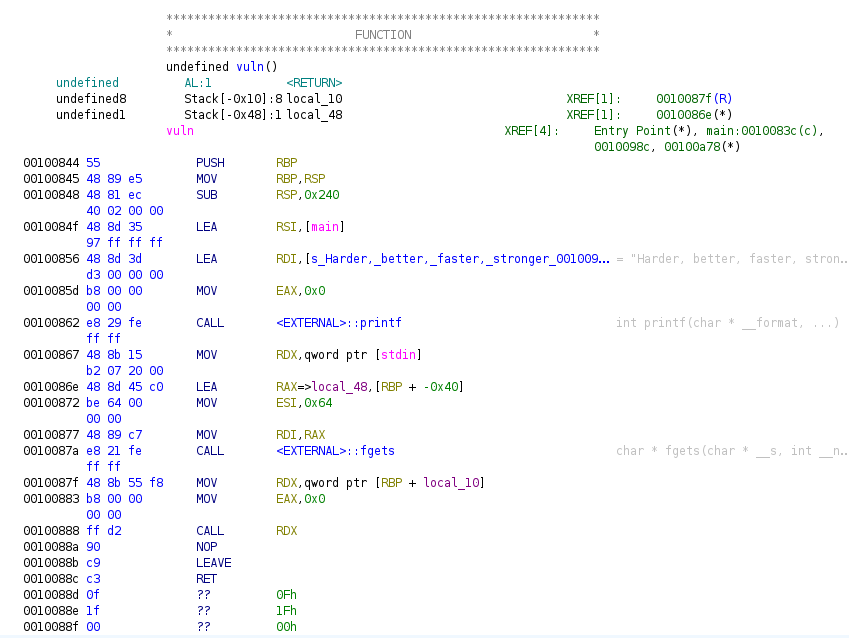 **************************************************************
* FUNCTION *
**************************************************************
undefined vuln()
undefined AL:1 <RETURN>
undefined8 Stack[-0x10]:8 local_10 XREF[1]: 0010087f(R)
undefined1 Stack[-0x48]:1 local_48 XREF[1]: 0010086e(*)
vuln XREF[4]: Entry Point(*), main:0010083c(c),
0010098c, 00100a78(*)
00100844 55 PUSH RBP
00100845 48 89 e5 MOV RBP,RSP
00100848 48 81 ec SUB RSP,0x240
40 02 00 00
0010084f 48 8d 35 LEA RSI,[main]
97 ff ff ff
00100856 48 8d 3d LEA RDI,[s_Harder,_better,_faster,_stronger_001009... = "Harder, better, faster, stron..
d3 00 00 00
0010085d b8 00 00 MOV EAX,0x0
00 00
00100862 e8 29 fe CALL <EXTERNAL>::printf int printf(char * __format, ...)
ff ff
00100867 48 8b 15 MOV RDX,qword ptr [stdin]
b2 07 20 00
0010086e 48 8d 45 c0 LEA RAX=>local_48,[RBP + -0x40]
00100872 be 64 00 MOV ESI,0x64
00 00
00100877 48 89 c7 MOV RDI,RAX
0010087a e8 21 fe CALL <EXTERNAL>::fgets char * fgets(char * __s, int __n..
ff ff
0010087f 48 8b 55 f8 MOV RDX,qword ptr [RBP + local_10]
00100883 b8 00 00 MOV EAX,0x0
00 00
00100888 ff d2 CALL RDX
0010088a 90 NOP
0010088b c9 LEAVE
0010088c c3 RET
0010088d 0f ?? 0Fh
0010088e 1f ?? 1Fh
0010088f 00 ?? 00h